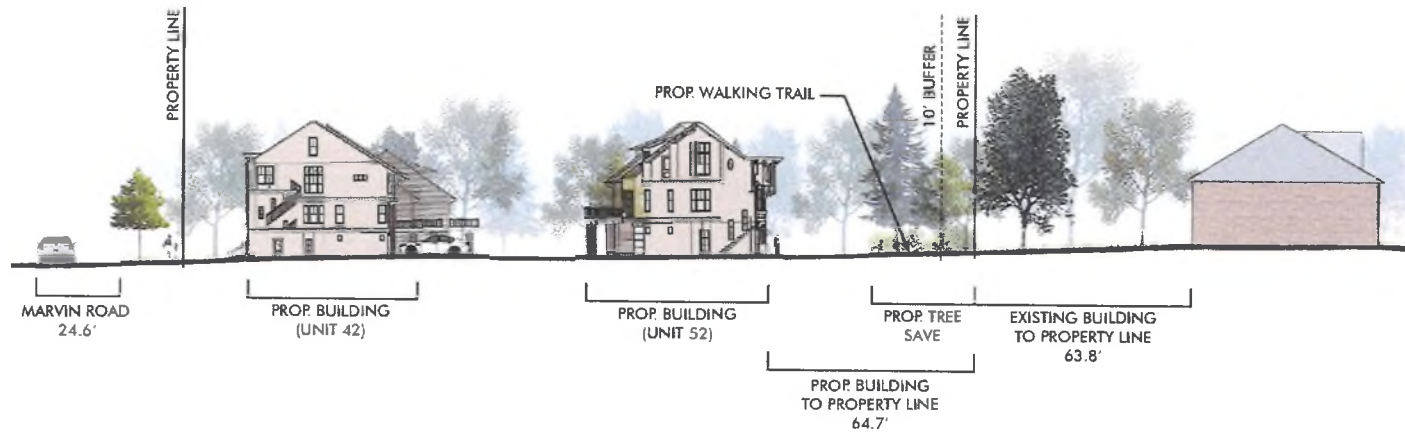 PROPERTY LINE
PROP. WALKING TRAIL
10' BUFFER
PROPERTY LINE
MARVIN ROAD
24.6'
PROP. BUILDING
(UNIT 42)
PROP. BUILDING
(UNIT 52)
PROP. TREE
SAVE
EXISTING BUILDING
TO PROPERTY LINE
63.8'
PROP. BUILDING
TO PROPERTY LINE
64.7'